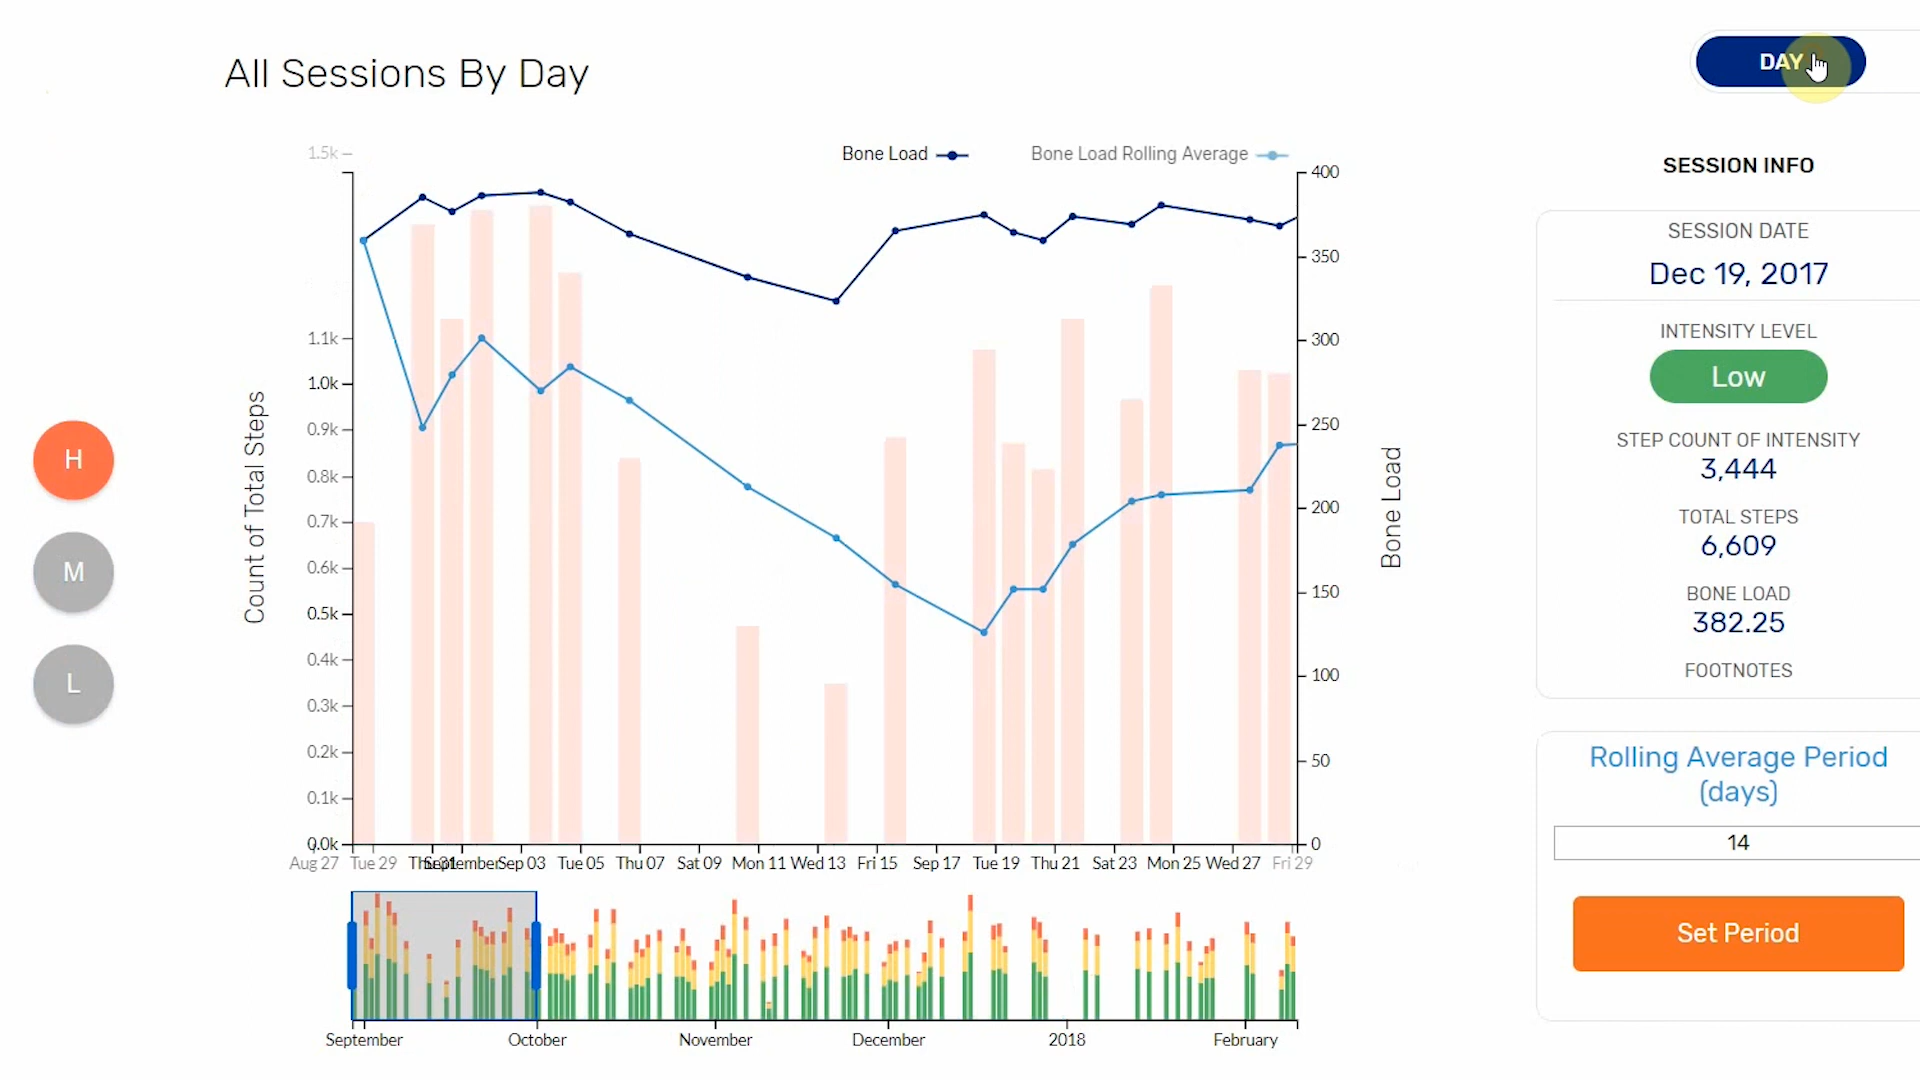 All Sessions By Day
DAY
Bone Load
Bone Load Rolling Average
1.5k
1.1k
1.0k
0.9k
0.8k
0.7k
0.6k
0.5k
0.4k
0.3k
0.2k
0.1k
0.0k
Count of Total Steps
400
350
300
250
200
150
100
50
0
Bone Load
Aug 27 Tue 29 Thu 31 September Sep 03 Tue 05 Thu 07 Sat 09 Mon 11 Wed 13 Fri 15 Sep 17 Tue 19 Thu 21 Sat 23 Mon 25 Wed 27 Fri 29
September October November December 2018 February
H
M
L
SESSION INFO
SESSION DATE
Dec 19, 2017
INTENSITY LEVEL
Low
STEP COUNT OF INTENSITY
3,444
TOTAL STEPS
6,609
BONE LOAD
382.25
FOOTNOTES
Rolling Average Period
(days)
14
Set Period